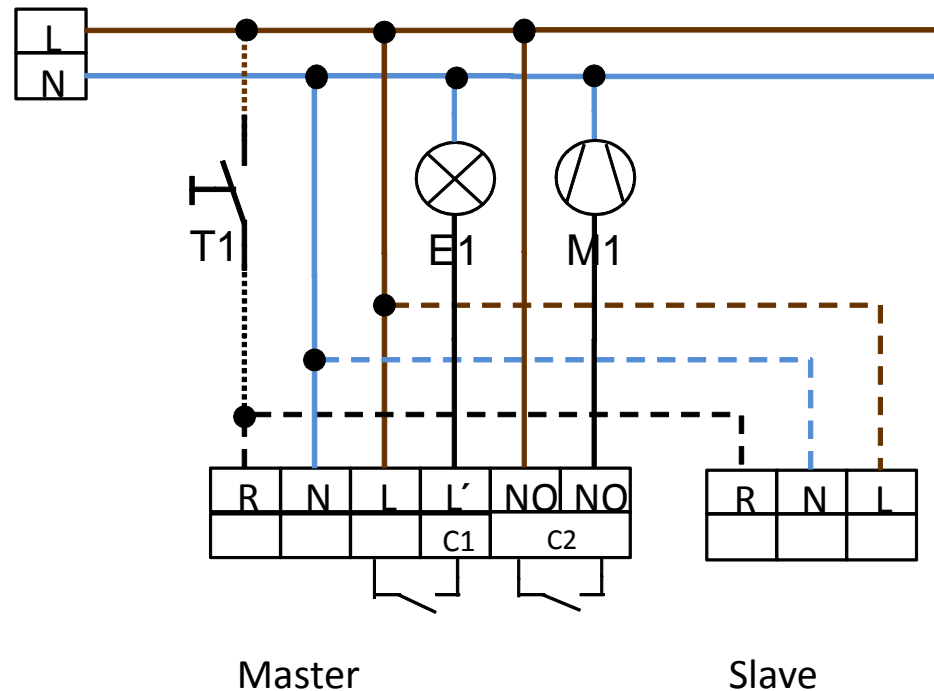 L
N
T1 E1 M1
R N L L´ NO NO R N L
C1 C2
Master Slave